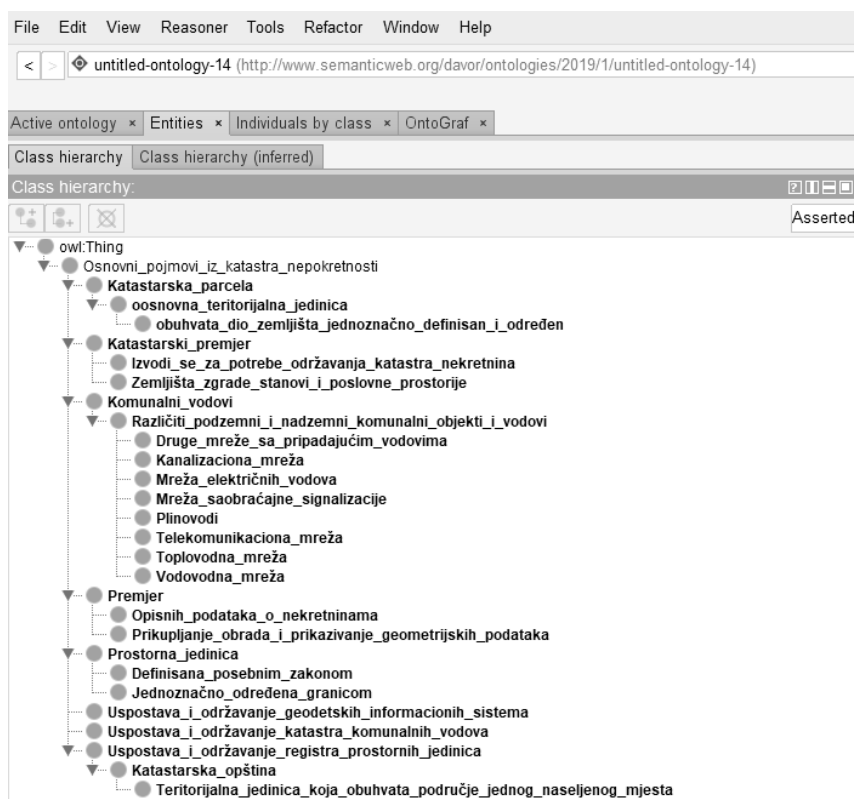 File Edit View Reasoner Tools Refactor Window Help
< > untitled-ontology-14 (http://www.semanticweb.org/davor/ontologies/2019/1/untitled-ontology-14)
Active ontology × Entities × Individuals by class × OntoGraf ×
Class hierarchy Class hierarchy (inferred)
Class hierarchy:
Asserted
owl:Thing
Osnovni_pojmovi_iz_katastra_nepokretnosti
Katastarska_parcela
oosnovna_teritorijalna_jedinica
obuhvata_dio_zemljišta_jednoznačno_definisan_i_određen
Katastarski_premjer
Izvodi_se_za_potrebe_održavanja_katastra_nekretnina
Zemljišta_zgrade_stanovi_i_poslovne_prostorije
Komunalni_vodovi
Različiti_podzemni_i_nadzemni_komunalni_objekti_i_vodovi
Druge_mreže_sa_pripadajućim_vodovima
Kanalizaciona_mreža
Mreža_električnih_vodova
Mreža_saobraćajne_signalizacije
Plinovodi
Telekomunikaciona_mreža
Toplovodna_mreža
Vodovodna_mreža
Premjer
Opisnih_podataka_o_nekretninama
Prikupljanje_obrada_i_prikazivanje_geometrijskih_podataka
Prostorna_jedinica
Definisana_posebnim_zakonom
Jednoznačno_određena_granicom
Uspostava_i_održavanje_geodetskih_informacionih_sistema
Uspostava_i_održavanje_katastra_komunalnih_vodova
Uspostava_i_održavanje_registra_prostornih_jedinica
Katastarska_opština
Teritorijalna_jedinica_koja_obuhvata_područje_jednog_naseljenog_mjesta